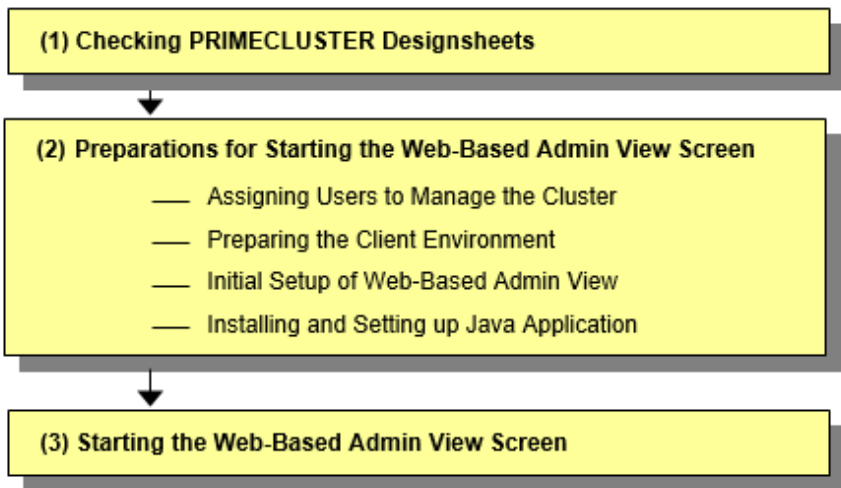 (1) Checking PRIMECLUSTER Designsheets
(2) Preparations for Starting the Web-Based Admin View Screen
Assigning Users to Manage the Cluster
Preparing the Client Environment
Initial Setup of Web-Based Admin View
Installing and Setting up Java Application
(3) Starting the Web-Based Admin View Screen